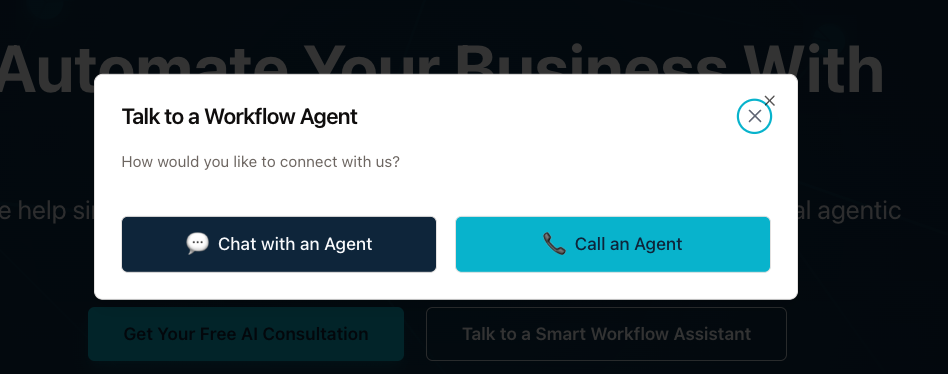 Automate Your Business With
Talk to a Workflow Agent
How would you like to connect with us?
e help si
al agentic
💬 Chat with an Agent
📞 Call an Agent
Get Your Free AI Consultation
Talk to a Smart Workflow Assistant